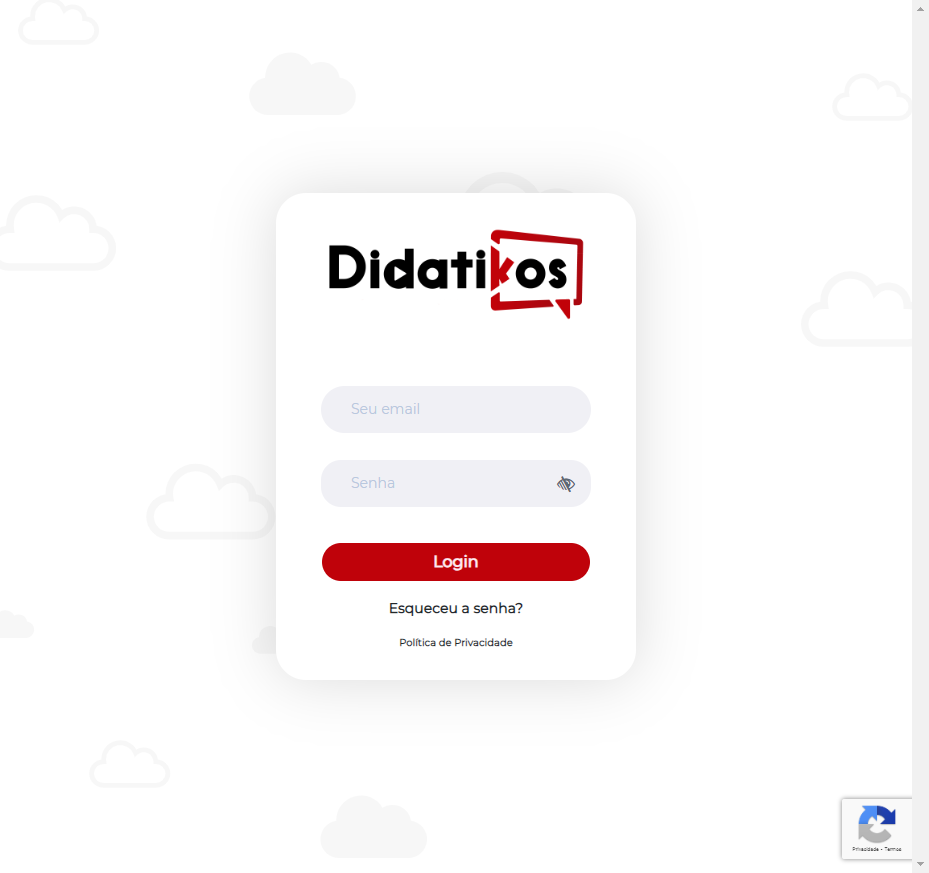 Didatikos
Seu email
Senha
Login
Esqueceu a senha?
Política de Privacidade
Privacidade - Termos